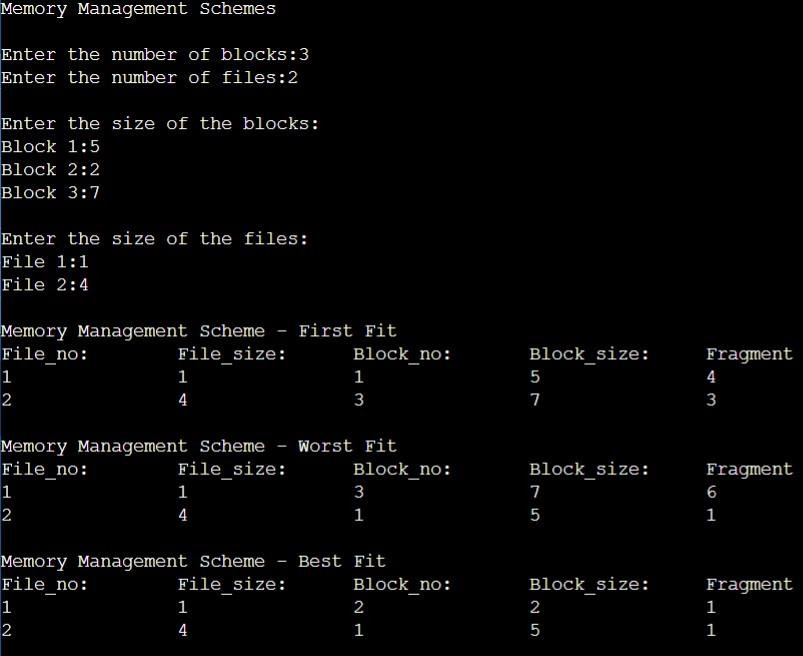 Memory Management Schemes
Enter the number of blocks:3
Enter the number of files:2
Enter the size of the blocks:
Block 1:5
Block 2:2
Block 3:7
Enter the size of the files:
File 1:1
File 2:4
Memory Management Scheme - First Fit
File_no: File_size: Block_no: Block_size: Fragment
1 1 1 5 4
2 4 3 7 3
Memory Management Scheme - Worst Fit
File_no: File_size: Block_no: Block_size: Fragment
1 1 3 7 6
2 4 1 5 1
Memory Management Scheme - Best Fit
File_no: File_size: Block_no: Block_size: Fragment
1 1 2 2 1
2 4 1 5 1